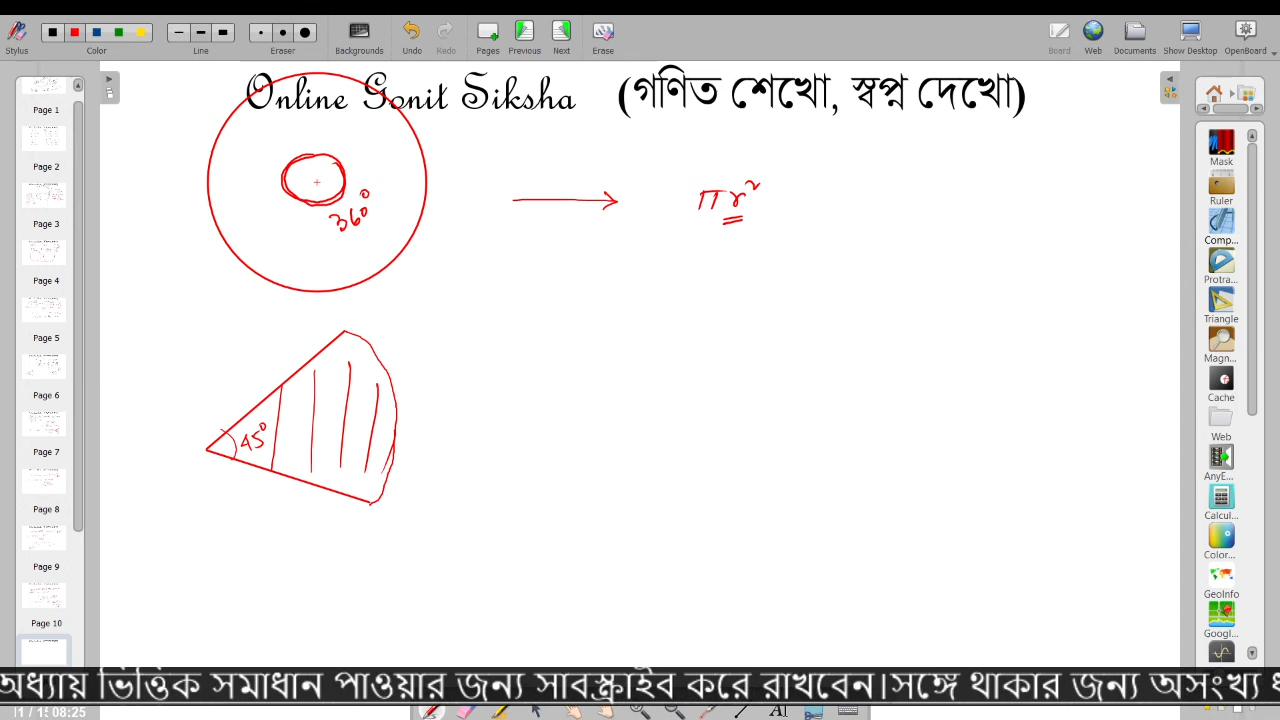 Stylus
Color
Line
Eraser
Backgrounds
Undo
Redo
Pages
Previous
Next
Erase
Board
Web
Documents
Show Desktop
OpenBoard
Online Gonit Siksha (গণিত শেখো, স্বপ্ন দেখো)
Page 1
Page 2
Page 3
Page 4
Page 5
Page 6
Page 7
Page 8
Page 9
Page 10
360°
πr²
45°
Mask
Ruler
Comp...
Protra...
Triangle
Magn...
Cache
Web
AnyE...
Calcul...
Color...
GeoInfo
Googl...
অধ্যায় ভিত্তিক সমাধান পাওয়ার জন্য সাবস্ক্রাইব করে রাখবেন।সঙ্গে থাকার জন্য অসংখ্য
08:25